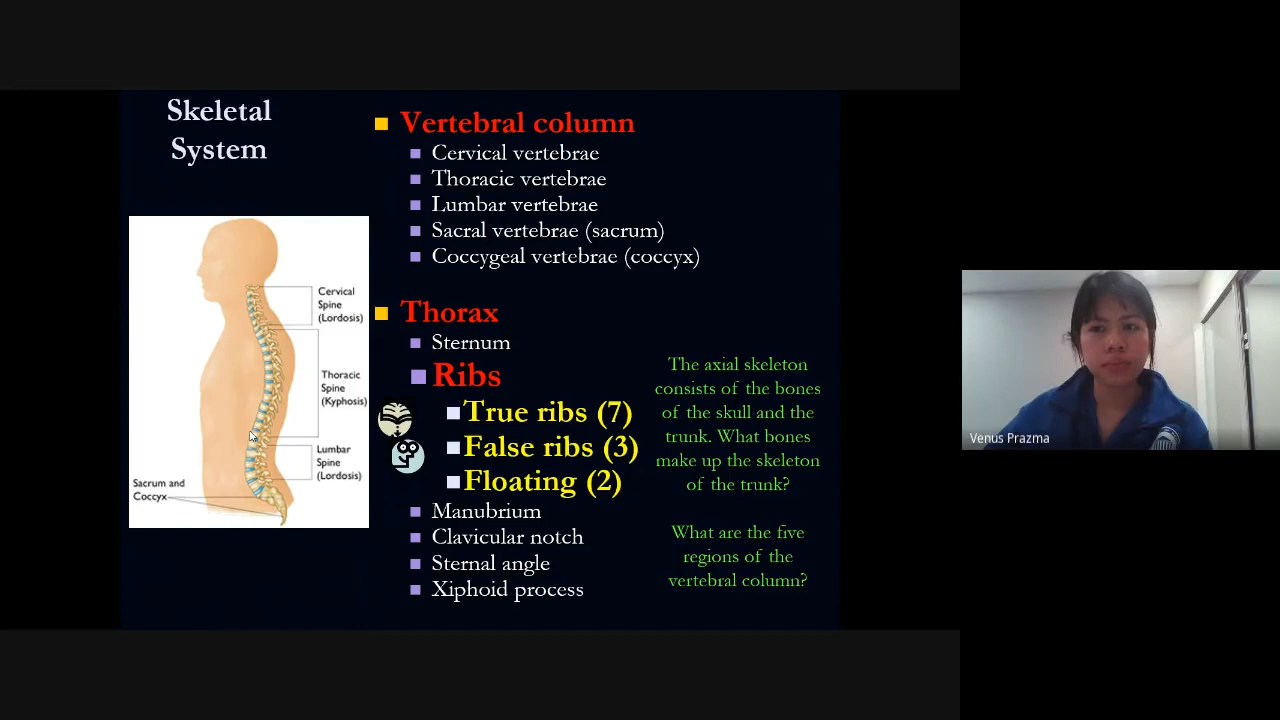 Skeletal
System
Vertebral column
Cervical vertebrae
Thoracic vertebrae
Lumbar vertebrae
Sacral vertebrae (sacrum)
Coccygeal vertebrae (coccyx)
Thorax
Sternum
Ribs
True ribs (7)
False ribs (3)
Floating (2)
Manubrium
Clavicular notch
Sternal angle
Xiphoid process
Cervical
Spine
(Lordosis)
Thoracic
Spine
(Kyphosis)
Lumbar
Spine
(Lordosis)
Sacrum and
Coccyx
The axial skeleton
consists of the bones
of the skull and the
trunk. What bones
make up the skeleton
of the trunk?
What are the five
regions of the
vertebral column?
Venus Prazma